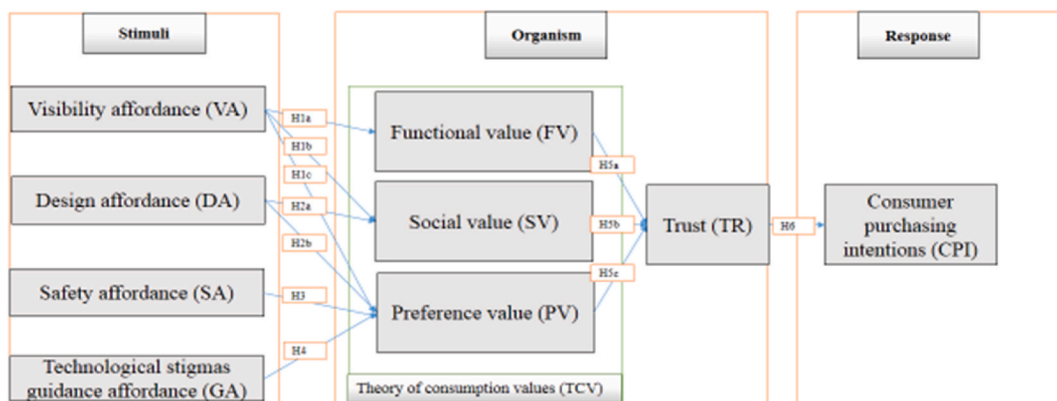 Stimuli
Organism
Response
Visibility affordance (VA)
Design affordance (DA)
Safety affordance (SA)
Technological stigmas
guidance affordance (GA)
H1a
H1b
H1c
H2a
H2b
H3
H4
Functional value (FV)
Social value (SV)
Preference value (PV)
Theory of consumption values (TCV)
H5a
H5b
H5c
Trust (TR)
H6
Consumer
purchasing
intentions (CPI)